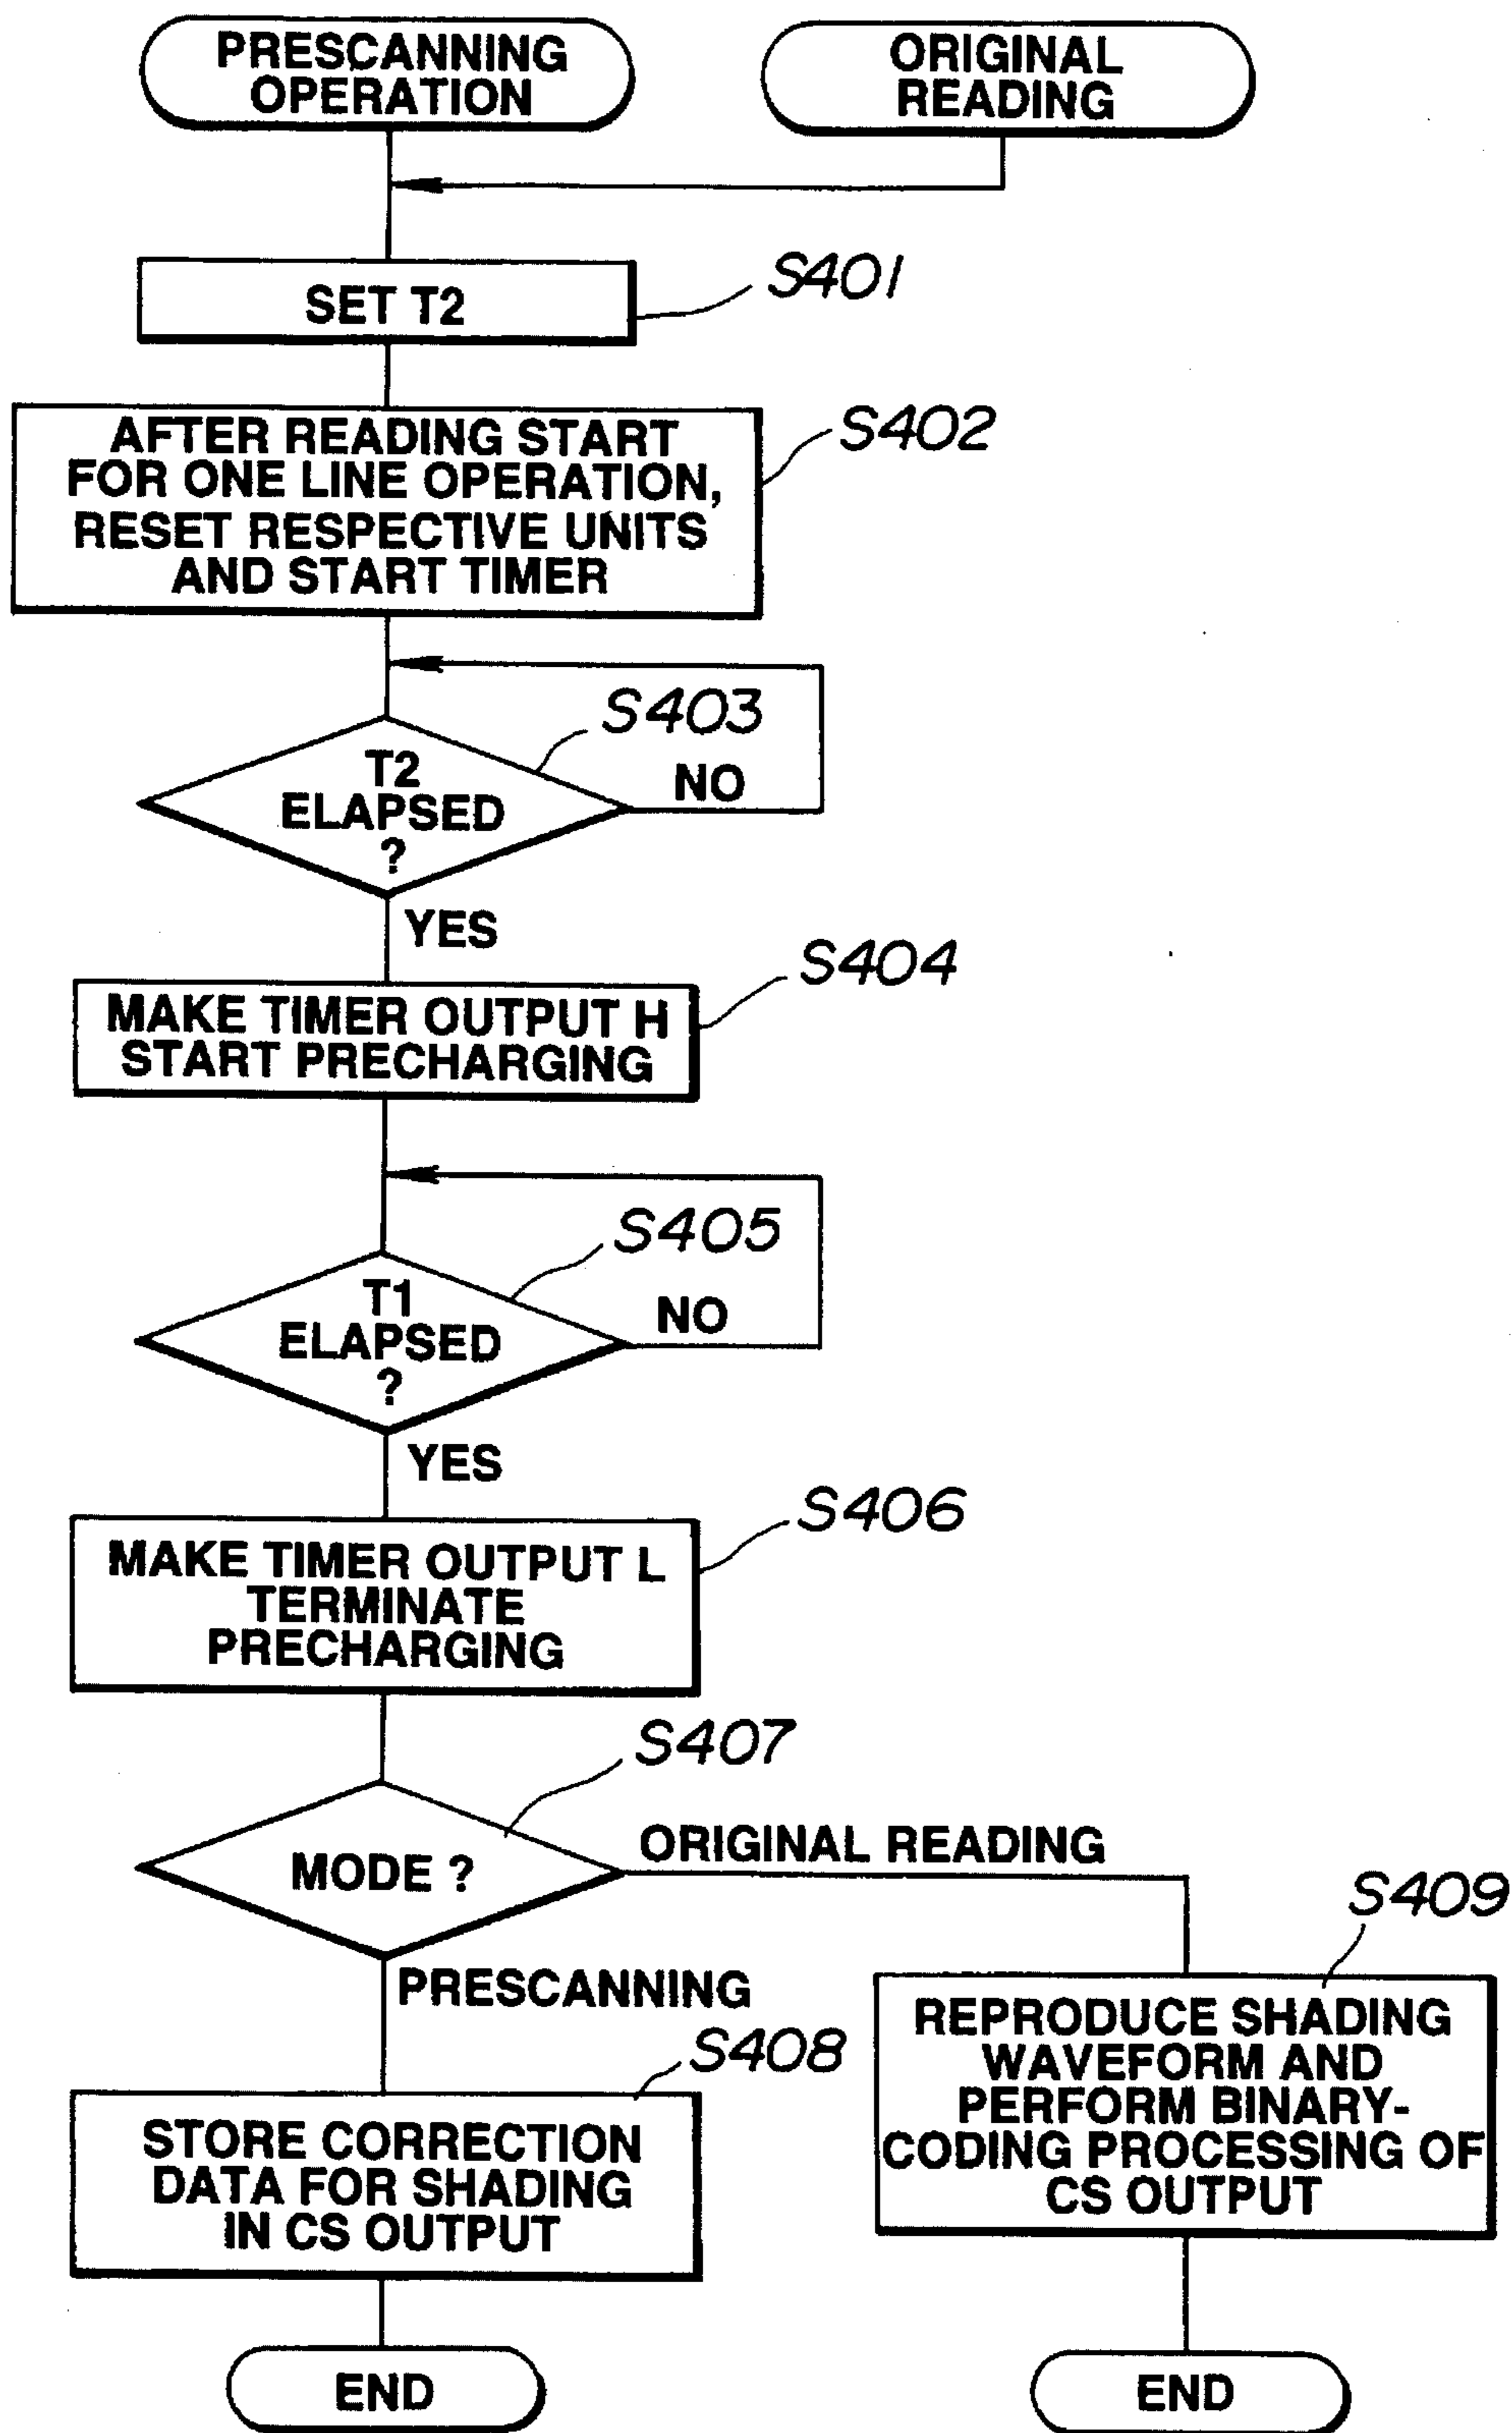 PRESCANNING
OPERATION
ORIGINAL
READING
SET T2
S401
AFTER READING START
FOR ONE LINE OPERATION,
RESET RESPECTIVE UNITS
AND START TIMER
S402
T2
ELAPSED
?
S403
NO
YES
MAKE TIMER OUTPUT H
START PRECHARGING
S404
T1
ELAPSED
?
S405
NO
YES
MAKE TIMER OUTPUT L
TERMINATE
PRECHARGING
S406
MODE ?
S407
ORIGINAL READING
PRESCANNING
STORE CORRECTION
DATA FOR SHADING
IN CS OUTPUT
S408
REPRODUCE SHADING
WAVEFORM AND
PERFORM BINARY-
CODING PROCESSING OF
CS OUTPUT
S409
END
END